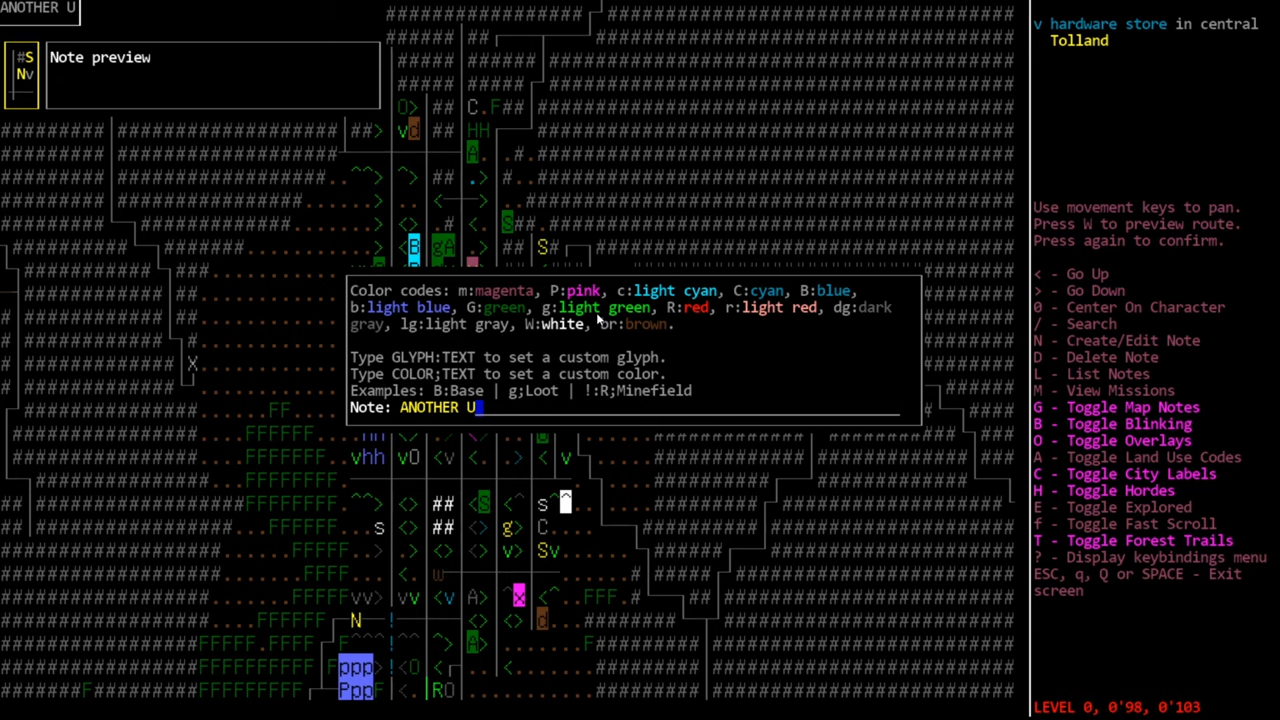 ANOTHER U
Note preview
v hardware store in central
Tolland
Use movement keys to pan.
Press W to preview route.
Press again to confirm.
< - Go Up
> - Go Down
0 - Center On Character
/ - Search
N - Create/Edit Note
D - Delete Note
L - List Notes
M - View Missions
G - Toggle Map Notes
B - Toggle Blinking
O - Toggle Overlays
A - Toggle Land Use Codes
C - Toggle City Labels
H - Toggle Hordes
E - Toggle Explored
f - Toggle Fast Scroll
T - Toggle Forest Trails
? - Display keybindings menu
ESC, q, Q or SPACE - Exit
screen
Color codes: m:magenta, P:pink, c:light cyan, C:cyan, B:blue,
b:light blue, G:green, g:light green, R:red, r:light red, dg:dark
gray, lg:light gray, W:white, or:brown.
Type GLYPH:TEXT to set a custom glyph.
Type COLOR;TEXT to set a custom color.
Examples: B:Base | g;Loot | !:R;Minefield
Note: ANOTHER U
LEVEL 0, 0'98, 0'103